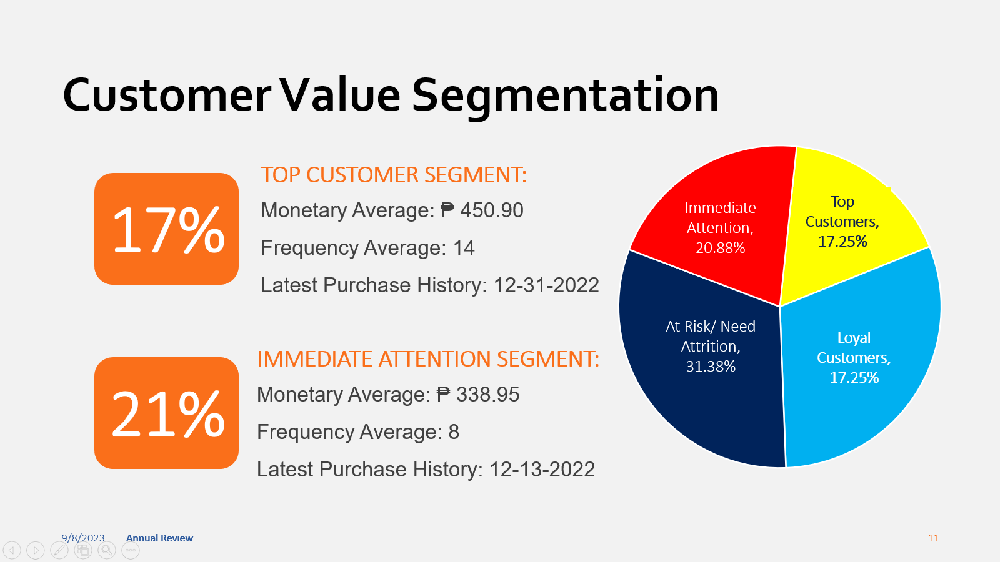 Customer Value Segmentation
17%
TOP CUSTOMER SEGMENT:
Monetary Average: ₱ 450.90
Frequency Average: 14
Latest Purchase History: 12-31-2022
21%
IMMEDIATE ATTENTION SEGMENT:
Monetary Average: ₱ 338.95
Frequency Average: 8
Latest Purchase History: 12-13-2022
Immediate
Attention,
20.88%
Top
Customers,
17.25%
At Risk/ Need
Attrition,
31.38%
Loyal
Customers,
17.25%
9/8/2023
Annual Review
11